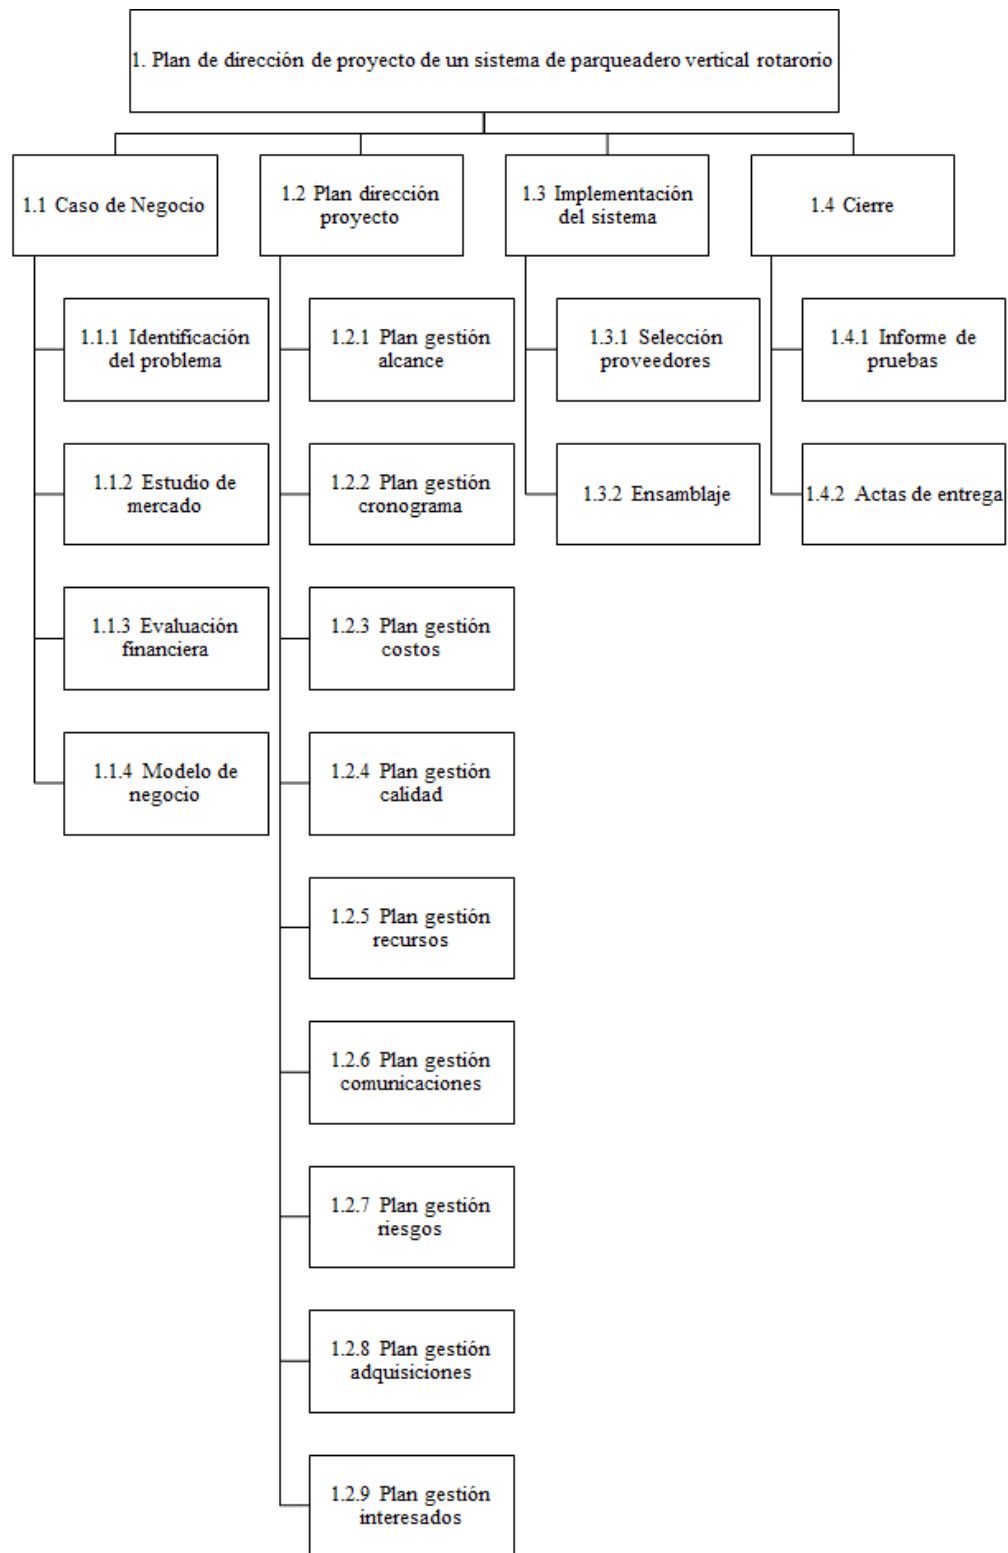 1. Plan de dirección de proyecto de un sistema de parqueadero vertical rotarorio
1.1 Caso de Negocio
1.2 Plan dirección
proyecto
1.3 Implementación
del sistema
1.4 Cierre
1.1.1 Identificación
del problema
1.2.1 Plan gestión
alcance
1.3.1 Selección
proveedores
1.4.1 Informe de
pruebas
1.1.2 Estudio de
mercado
1.2.2 Plan gestión
cronograma
1.3.2 Ensamblaje
1.4.2 Actas de entrega
1.1.3 Evaluación
financiera
1.2.3 Plan gestión
costos
1.1.4 Modelo de
negocio
1.2.4 Plan gestión
calidad
1.2.5 Plan gestión
recursos
1.2.6 Plan gestión
comunicaciones
1.2.7 Plan gestión
riesgos
1.2.8 Plan gestión
adquisiciones
1.2.9 Plan gestión
interesados